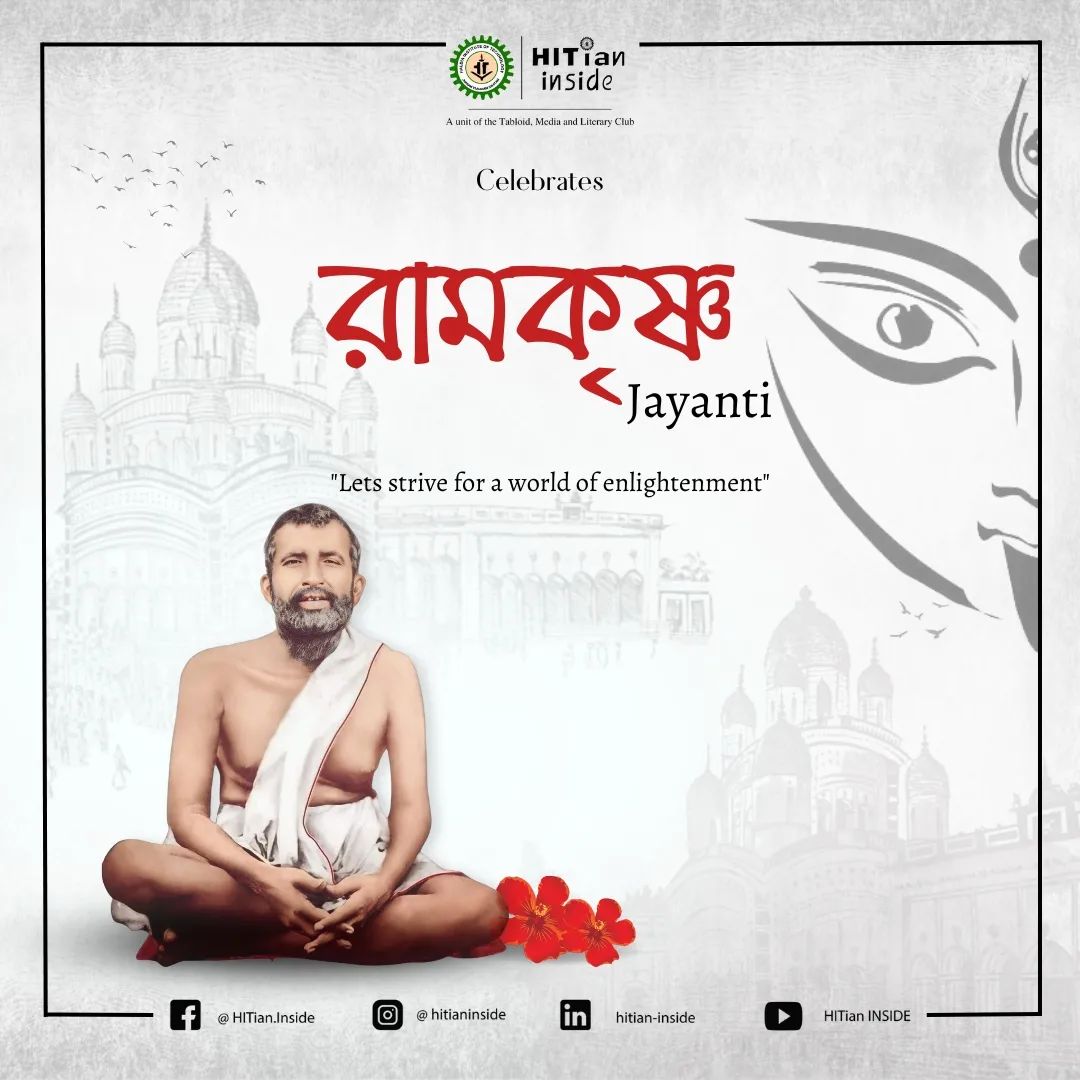 HITian
inside
A unit of the Tabloid, Media and Literary Club
Celebrates
রামকৃষ্ণ
Jayanti
"Lets strive for a world of enlightenment"
@ HITian.Inside
@ hitianinside
in
hitian-inside
HITian INSIDE